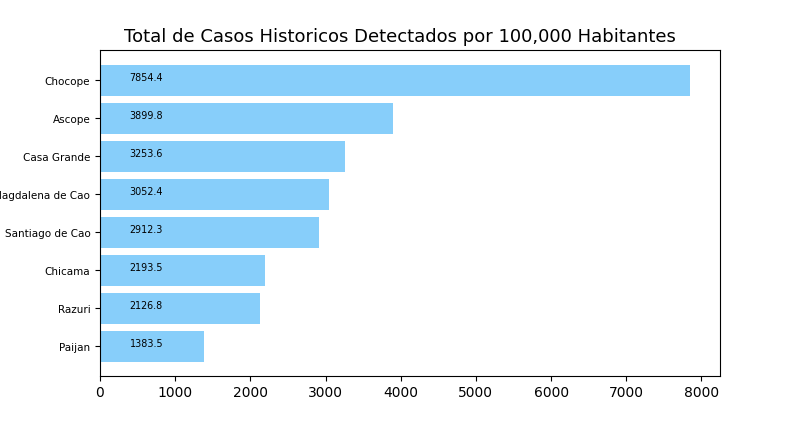 Total de Casos Historicos Detectados por 100,000 Habitantes
Chocope 7854.4
Ascope 3899.8
Casa Grande 3253.6
agdalena de Cao 3052.4
Santiago de Cao 2912.3
Chicama 2193.5
Razuri 2126.8
Paijan 1383.5
0 1000 2000 3000 4000 5000 6000 7000 8000